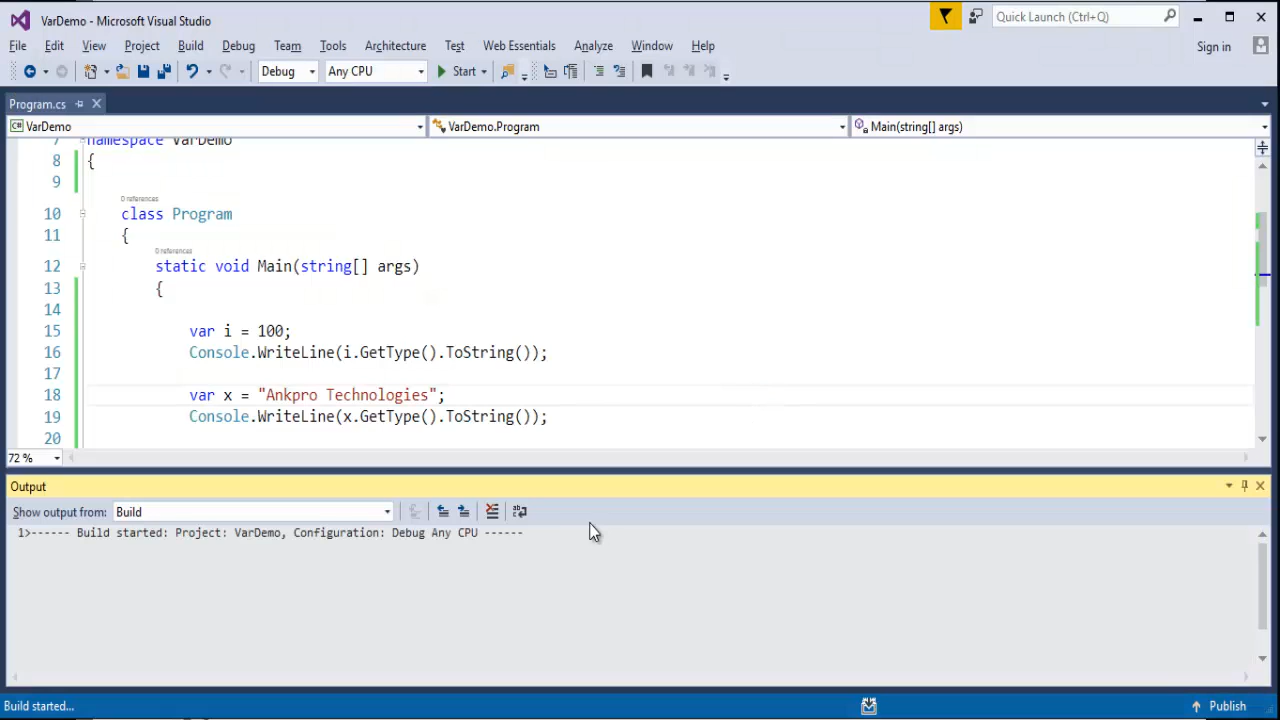 VarDemo - Microsoft Visual Studio
Quick Launch (Ctrl+Q)
File Edit View Project Build Debug Team Tools Architecture Test Web Essentials Analyze Window Help
Sign in
Debug Any CPU Start
Program.cs
C# VarDemo VarDemo.Program Main(string[] args)
7 namespace VarDemo
8 {
9
0 references
10 class Program
11 {
0 references
12 static void Main(string[] args)
13 {
14
15 var i = 100;
16 Console.WriteLine(i.GetType().ToString());
17
18 var x = "Ankpro Technologies";
19 Console.WriteLine(x.GetType().ToString());
20
72 %
Output
Show output from: Build
1>------ Build started: Project: VarDemo, Configuration: Debug Any CPU ------
Build started...
Publish